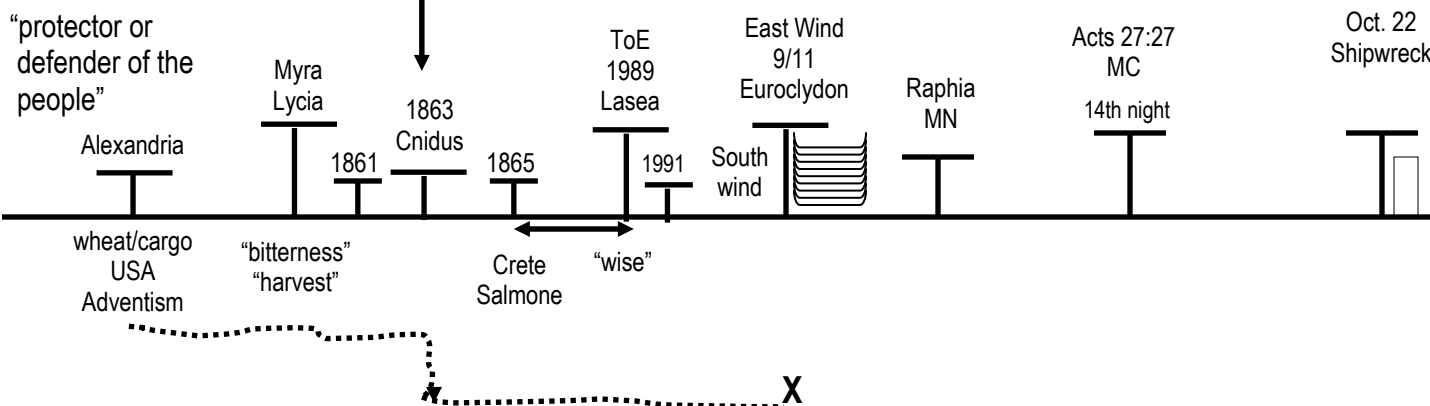 “protector or
defender of the
people”
Alexandria
wheat/cargo
USA
Adventism
Myra
Lycia
“bitterness”
“harvest”
1861
1863
Cnidus
1865
Crete
Salmone
ToE
1989
Lasea
“wise”
1991
South
wind
East Wind
9/11
Euroclydon
Raphia
MN
Acts 27:27
MC
14th night
Oct. 22
Shipwreck
X